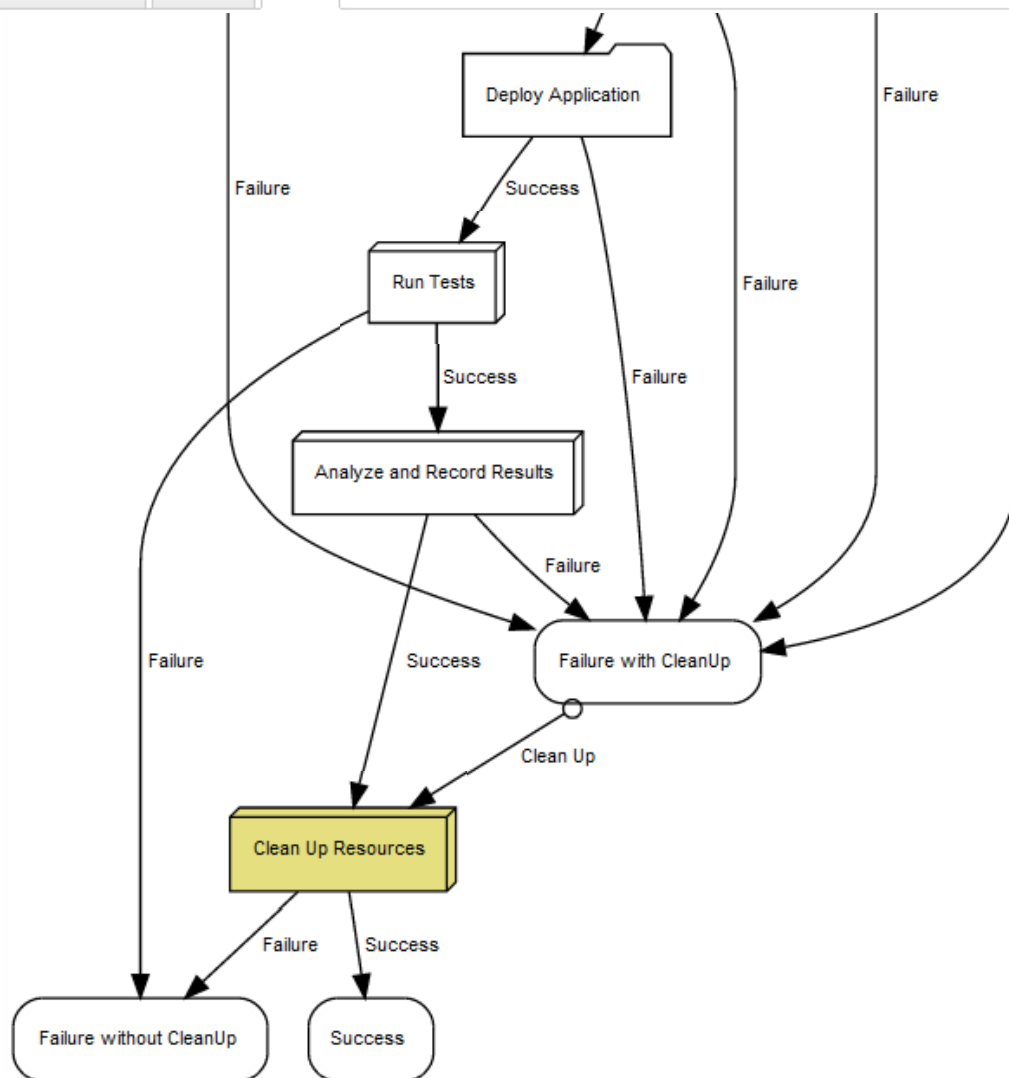 Deploy Application
Failure
Failure
Success
Run Tests
Failure
Success
Failure
Analyze and Record Results
Failure
Failure
Success
Failure with CleanUp
Clean Up
Clean Up Resources
Failure
Success
Failure without CleanUp
Success